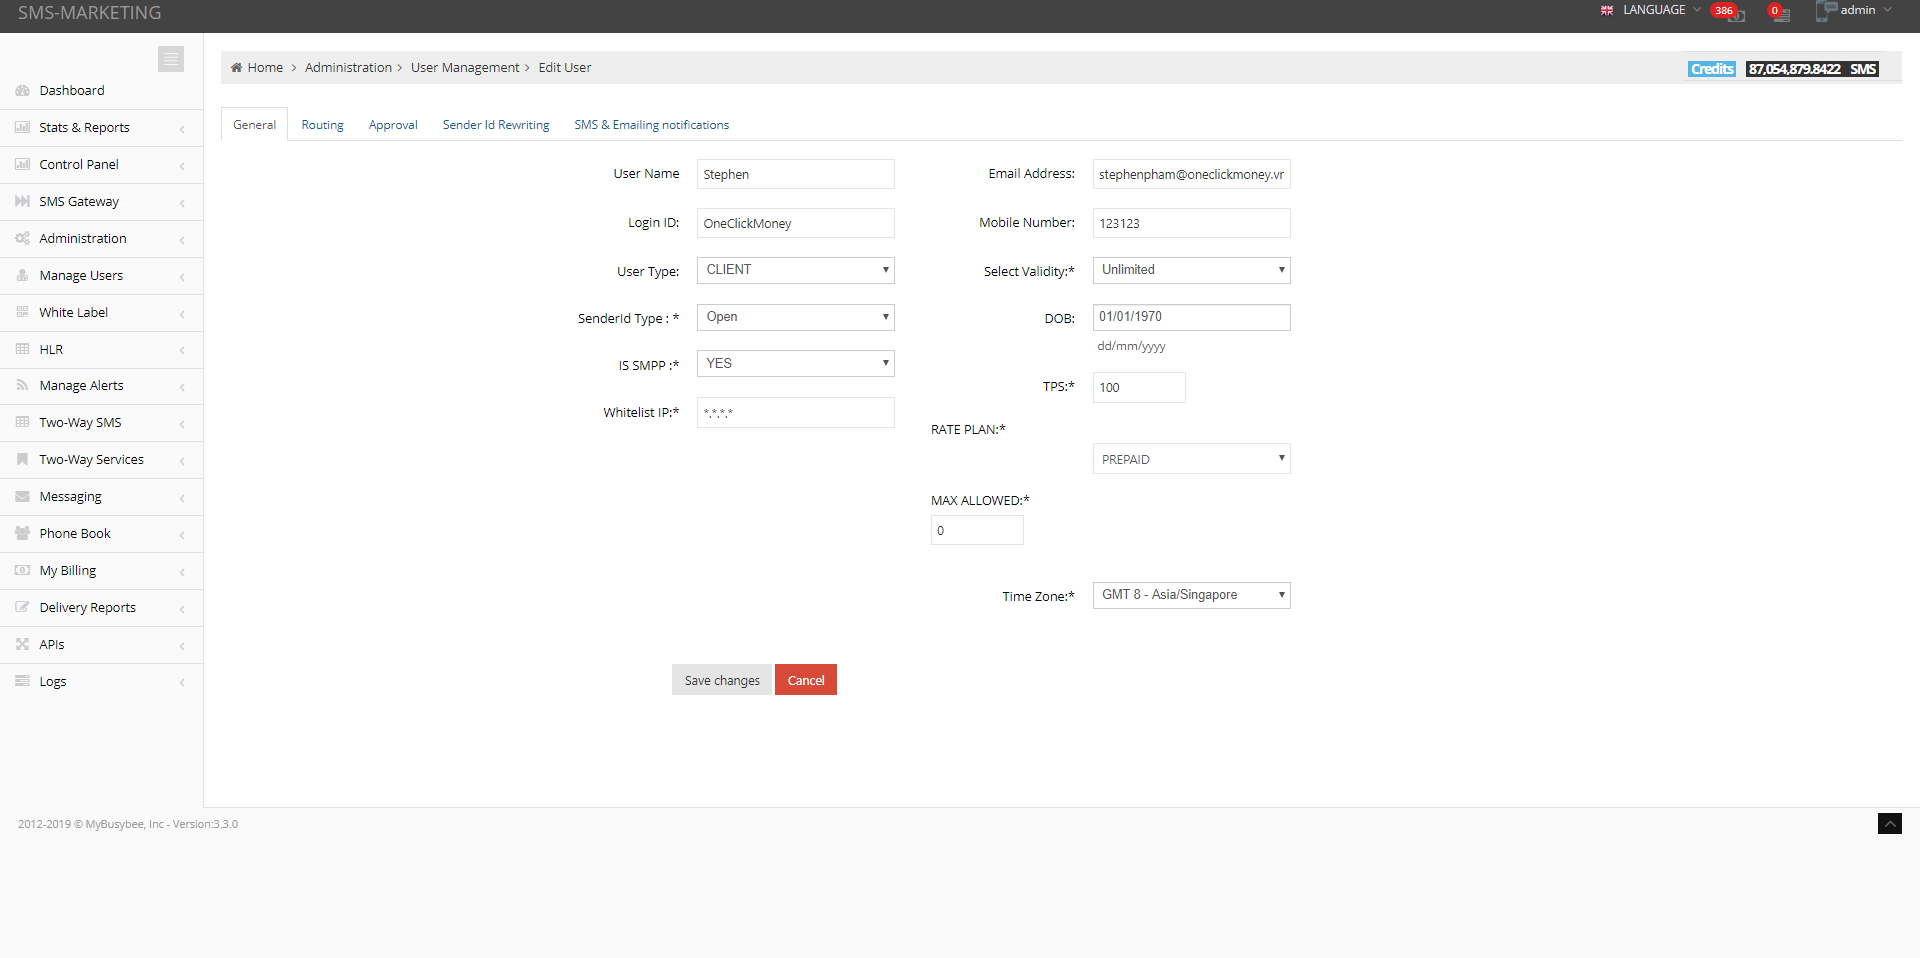 SMS-MARKETING
LANGUAGE
386
0
admin
Home
Administration
User Management
Edit User
Credits
87,054,879.8422 SMS
Dashboard
Stats & Reports
Control Panel
SMS Gateway
Administration
Manage Users
White Label
HLR
Manage Alerts
Two-Way SMS
Two-Way Services
Messaging
Phone Book
My Billing
Delivery Reports
APIs
Logs
General
Routing
Approval
Sender Id Rewriting
SMS & Emailing notifications
User Name
Stephen
Login ID:
OneClickMoney
User Type:
CLIENT
SenderId Type : *
Open
IS SMPP :*
YES
Whitelist IP:*
*.*.*.*
Email Address:
stephenpham@oneclickmoney.vr
Mobile Number:
123123
Select Validity:*
Unlimited
DOB:
01/01/1970
dd/mm/yyyy
TPS:*
100
RATE PLAN:*
PREPAID
MAX ALLOWED:*
0
Time Zone:*
GMT 8 - Asia/Singapore
Save changes
Cancel
2012-2019 © MyBusybee, Inc - Version:3.3.0